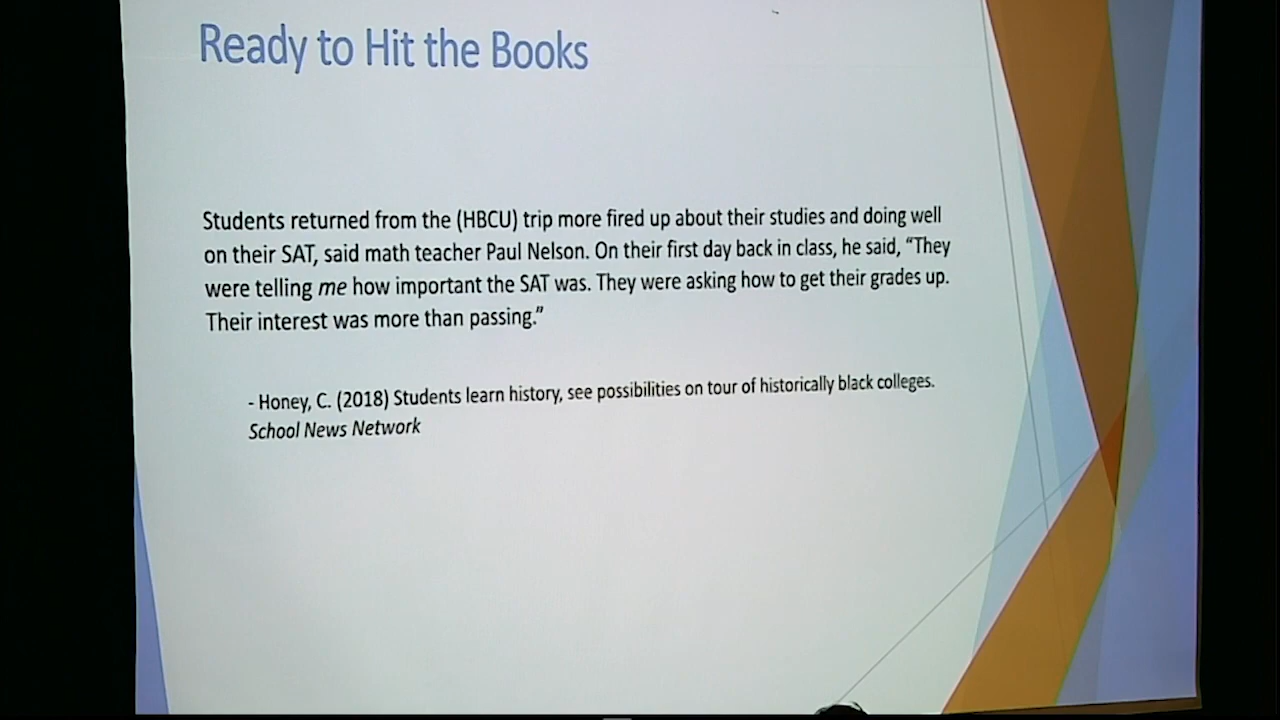 Ready to Hit the Books
Students returned from the (HBCU) trip more fired up about their studies and doing well
on their SAT, said math teacher Paul Nelson. On their first day back in class, he said, “They
were telling me how important the SAT was. They were asking how to get their grades up.
Their interest was more than passing.”
- Honey, C. (2018) Students learn history, see possibilities on tour of historically black colleges.
School News Network